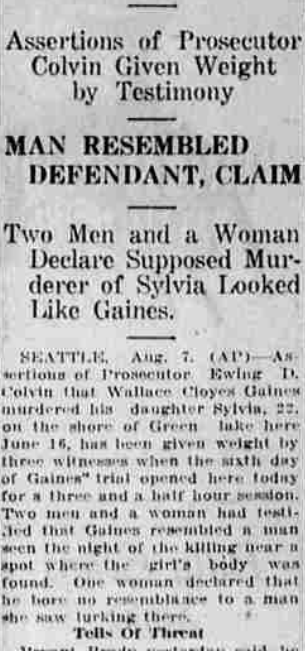 Assertions of Prosecutor
Colvin Given Weight
by Testimony
MAN RESEMBLED
DEFENDANT, CLAIM
Two Men and a Woman
Declare Supposed Mur-
derer of Sylvia Looked
Like Gaines.
SEATTLE, Aug. 7. (AP)—As-
sertions of Prosecutor Ewing D.
Colvin that Wallace Cloyes Gaines
murdered his daughter Sylvia, 22,
on the shore of Green lake here
June 16, has been given weight by
three witnesses when the sixth day
of Gaines' trial opened here today
for a three and a half hour session.
Two men and a woman had testi-
fied that Gaines resembled a man
seen the night of the killing near a
spot where the girl's body was
found. One woman declared that
he bore no resemblance to a man
she saw lurking there.
Tells Of Threat
yesterday said he